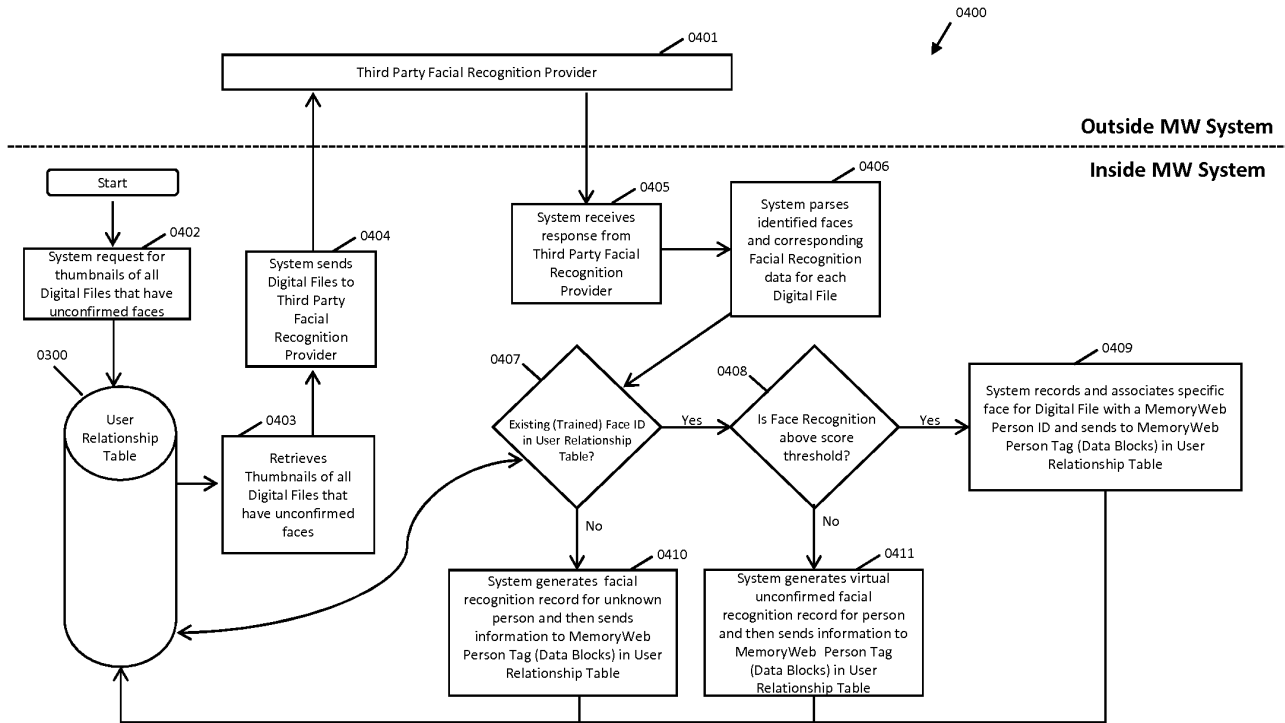 0400
0401
Third Party Facial Recognition Provider
Outside MW System
Inside MW System
Start
0402
System request for
thumbnails of all
Digital Files that have
unconfirmed faces
0300
User
Relationship
Table
0403
Retrieves
Thumbnails of all
Digital Files that
have unconfirmed
faces
0404
System sends
Digital Files to
Third Party
Facial
Recognition
Provider
0405
System receives
response from
Third Party Facial
Recognition
Provider
0406
System parses
identified faces
and corresponding
Facial Recognition
data for each
Digital File
0407
Existing (Trained) Face ID
in User Relationship
Table?
Yes
No
0408
Is Face Recognition
above score
threshold?
Yes
No
0409
System records and associates specific
face for Digital File with a MemoryWeb
Person ID and sends to MemoryWeb
Person Tag (Data Blocks) in User
Relationship Table
0410
System generates facial
recognition record for unknown
person and then sends
information to MemoryWeb
Person Tag (Data Blocks) in User
Relationship Table
0411
System generates virtual
unconfirmed facial
recognition record for person
and then sends information to
MemoryWeb Person Tag
(Data Blocks) in User
Relationship Table